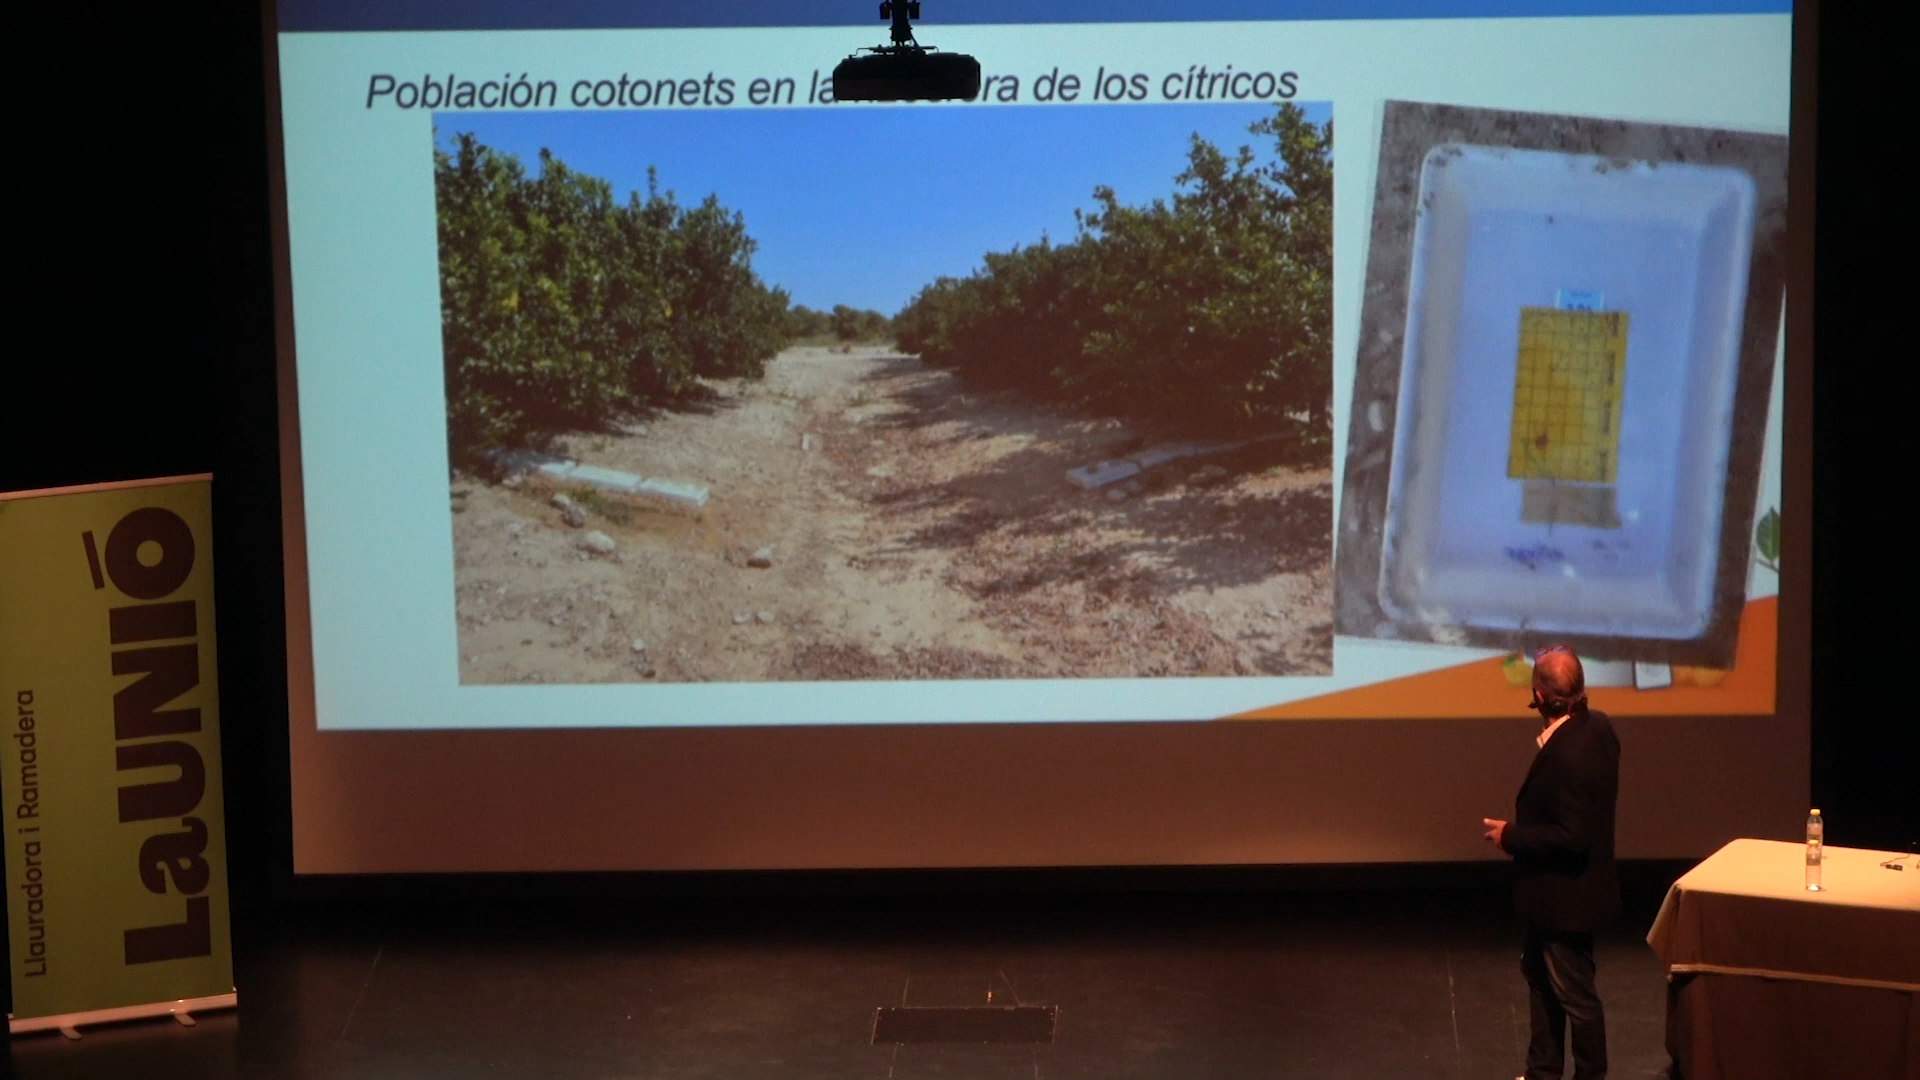 Población cotonets en la ra de los cítricos
LaUNIÓ
Llauradora i Ramadera